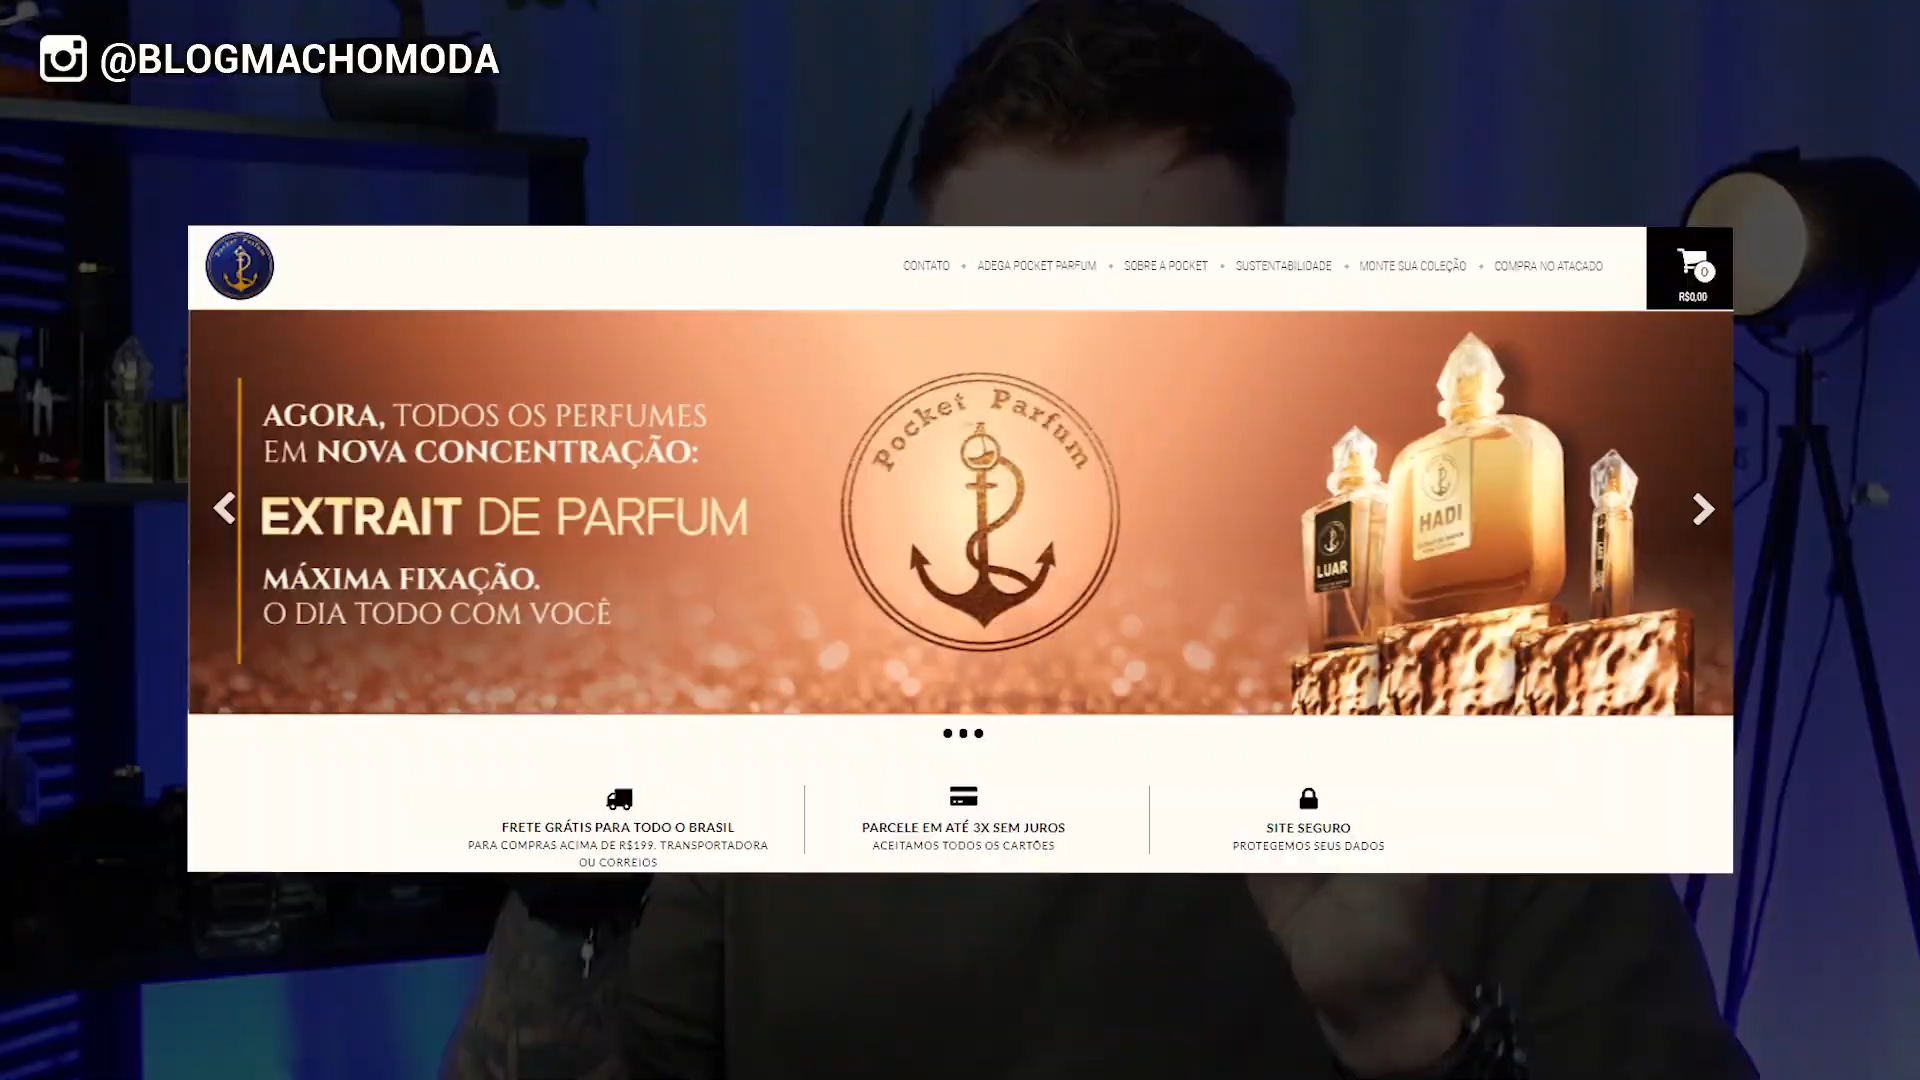 @BLOGMACHOMODA
Pocket Parfum
CONTATO • ADEGA POCKET PARFUM • SOBRE A POCKET • SUSTENTABILIDADE • MONTE SUA COLEÇÃO • COMPRA NO ATACADO
0
R$0,00
AGORA, TODOS OS PERFUMES
EM NOVA CONCENTRAÇÃO:
EXTRAIT DE PARFUM
MÁXIMA FIXAÇÃO.
O DIA TODO COM VOCÊ
Pocket Parfum
LUAR
HADI
FRETE GRÁTIS PARA TODO O BRASIL
PARA COMPRAS ACIMA DE R$199. TRANSPORTADORA
OU CORREIOS
PARCELE EM ATÉ 3X SEM JUROS
ACEITAMOS TODOS OS CARTÕES
SITE SEGURO
PROTEGEMOS SEUS DADOS